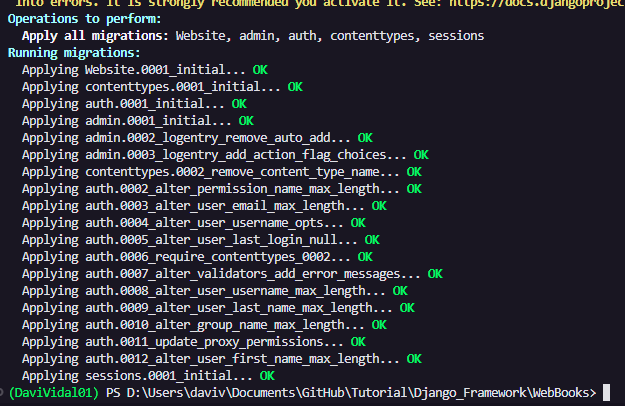 into errors. It is strongly recommended you activate it. See: https://docs.djangoprojec
Operations to perform:
Apply all migrations: Website, admin, auth, contenttypes, sessions
Running migrations:
Applying Website.0001_initial... OK
Applying contenttypes.0001_initial... OK
Applying auth.0001_initial... OK
Applying admin.0001_initial... OK
Applying admin.0002_logentry_remove_auto_add... OK
Applying admin.0003_logentry_add_action_flag_choices... OK
Applying contenttypes.0002_remove_content_type_name... OK
Applying auth.0002_alter_permission_name_max_length... OK
Applying auth.0003_alter_user_email_max_length... OK
Applying auth.0004_alter_user_username_opts... OK
Applying auth.0005_alter_user_last_login_null... OK
Applying auth.0006_require_contenttypes_0002... OK
Applying auth.0007_alter_validators_add_error_messages... OK
Applying auth.0008_alter_user_username_max_length... OK
Applying auth.0009_alter_user_last_name_max_length... OK
Applying auth.0010_alter_group_name_max_length... OK
Applying auth.0011_update_proxy_permissions... OK
Applying auth.0012_alter_user_first_name_max_length... OK
Applying sessions.0001_initial... OK
(DaviVidal01) PS D:\Users\daviv\Documents\GitHub\Tutorial\Django_Framework\WebBooks>